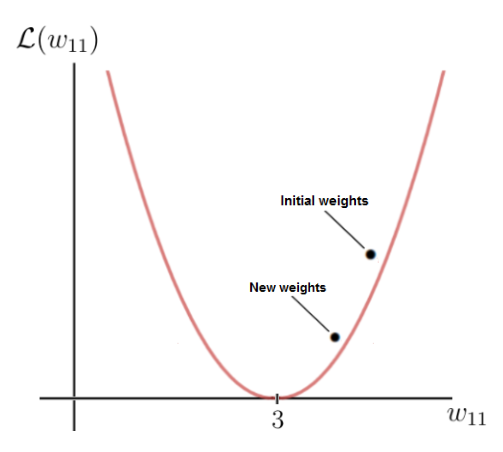 ℒ(w₁₁)
Initial weights
New weights
3
w₁₁